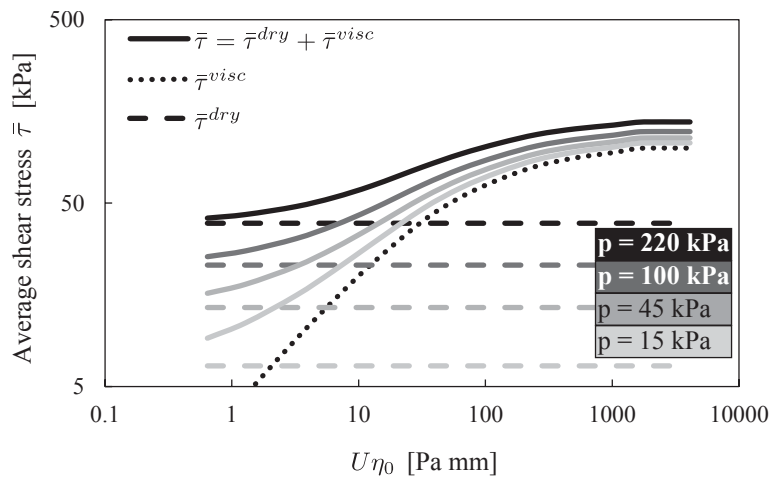 500
50
5
Average shear stress τ̿ [kPa]
τ̿ = τ̄^dry + τ̄^visc
τ̄^visc
τ̄^dry
p = 220 kPa
p = 100 kPa
p = 45 kPa
p = 15 kPa
0.1 1 10 100 1000 10000
Uη₀ [Pa mm]